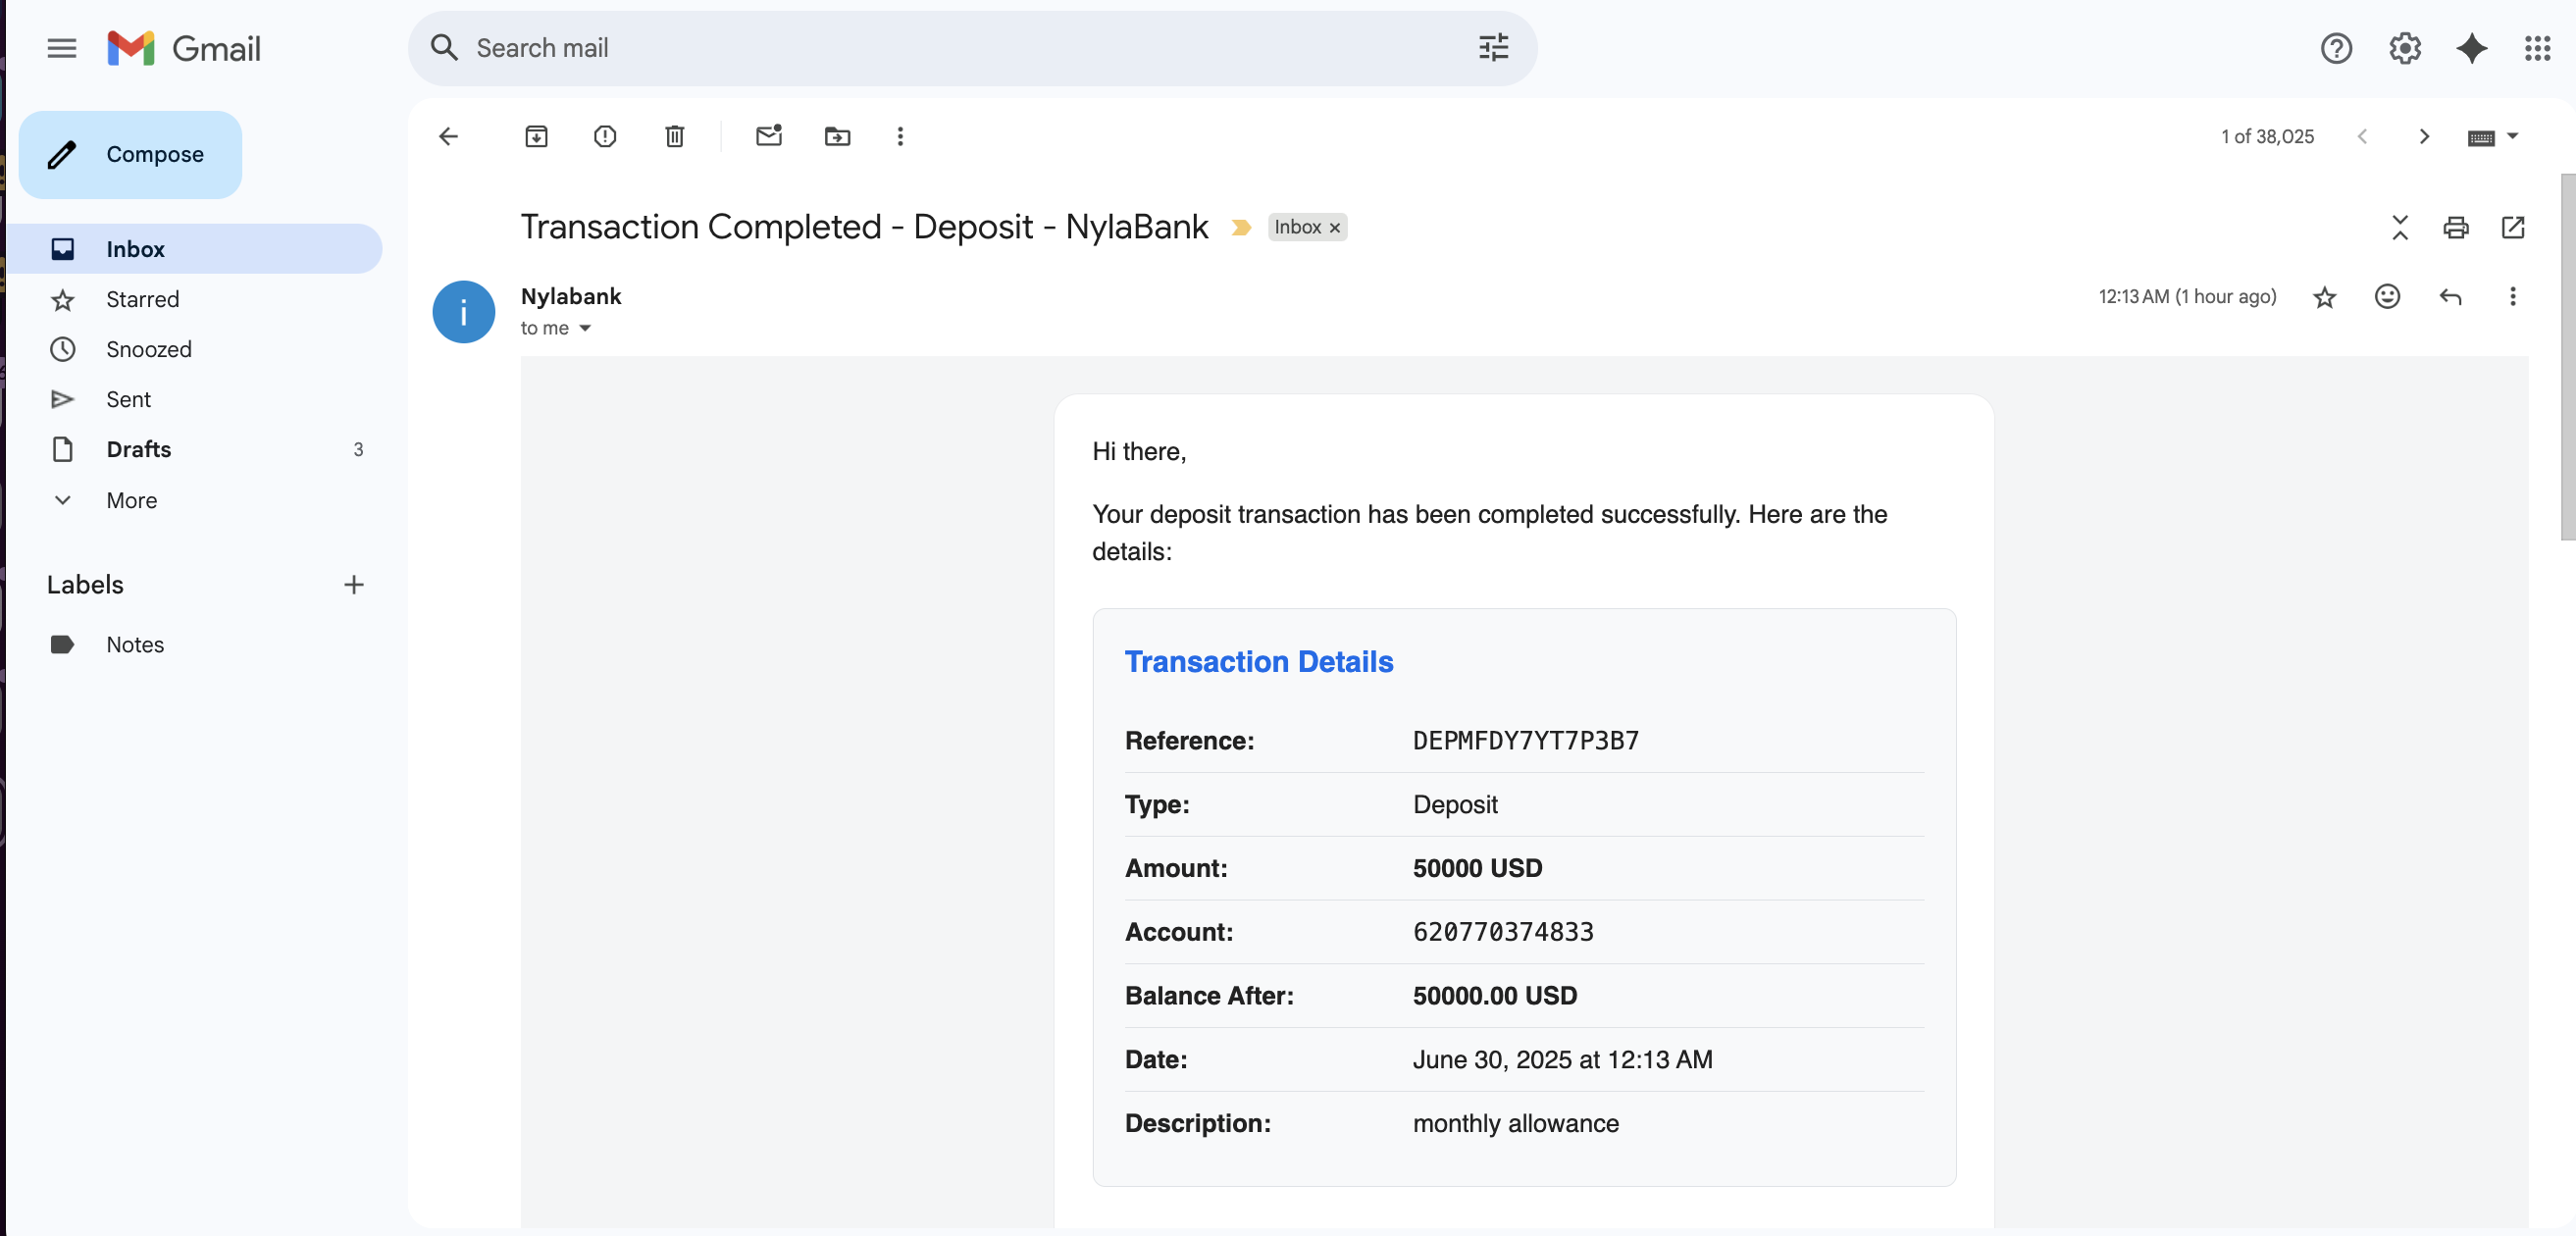 Gmail
Search mail
Compose
1 of 38,025
Inbox
Starred
Snoozed
Sent
Drafts 3
More
Labels
Notes
Transaction Completed - Deposit - NylaBank Inbox
i
Nylabank
to me
12:13 AM (1 hour ago)
Hi there,
Your deposit transaction has been completed successfully. Here are the
details:
Transaction Details
Reference: DEPMFDY7YT7P3B7
Type: Deposit
Amount: 50000 USD
Account: 620770374833
Balance After: 50000.00 USD
Date: June 30, 2025 at 12:13 AM
Description: monthly allowance